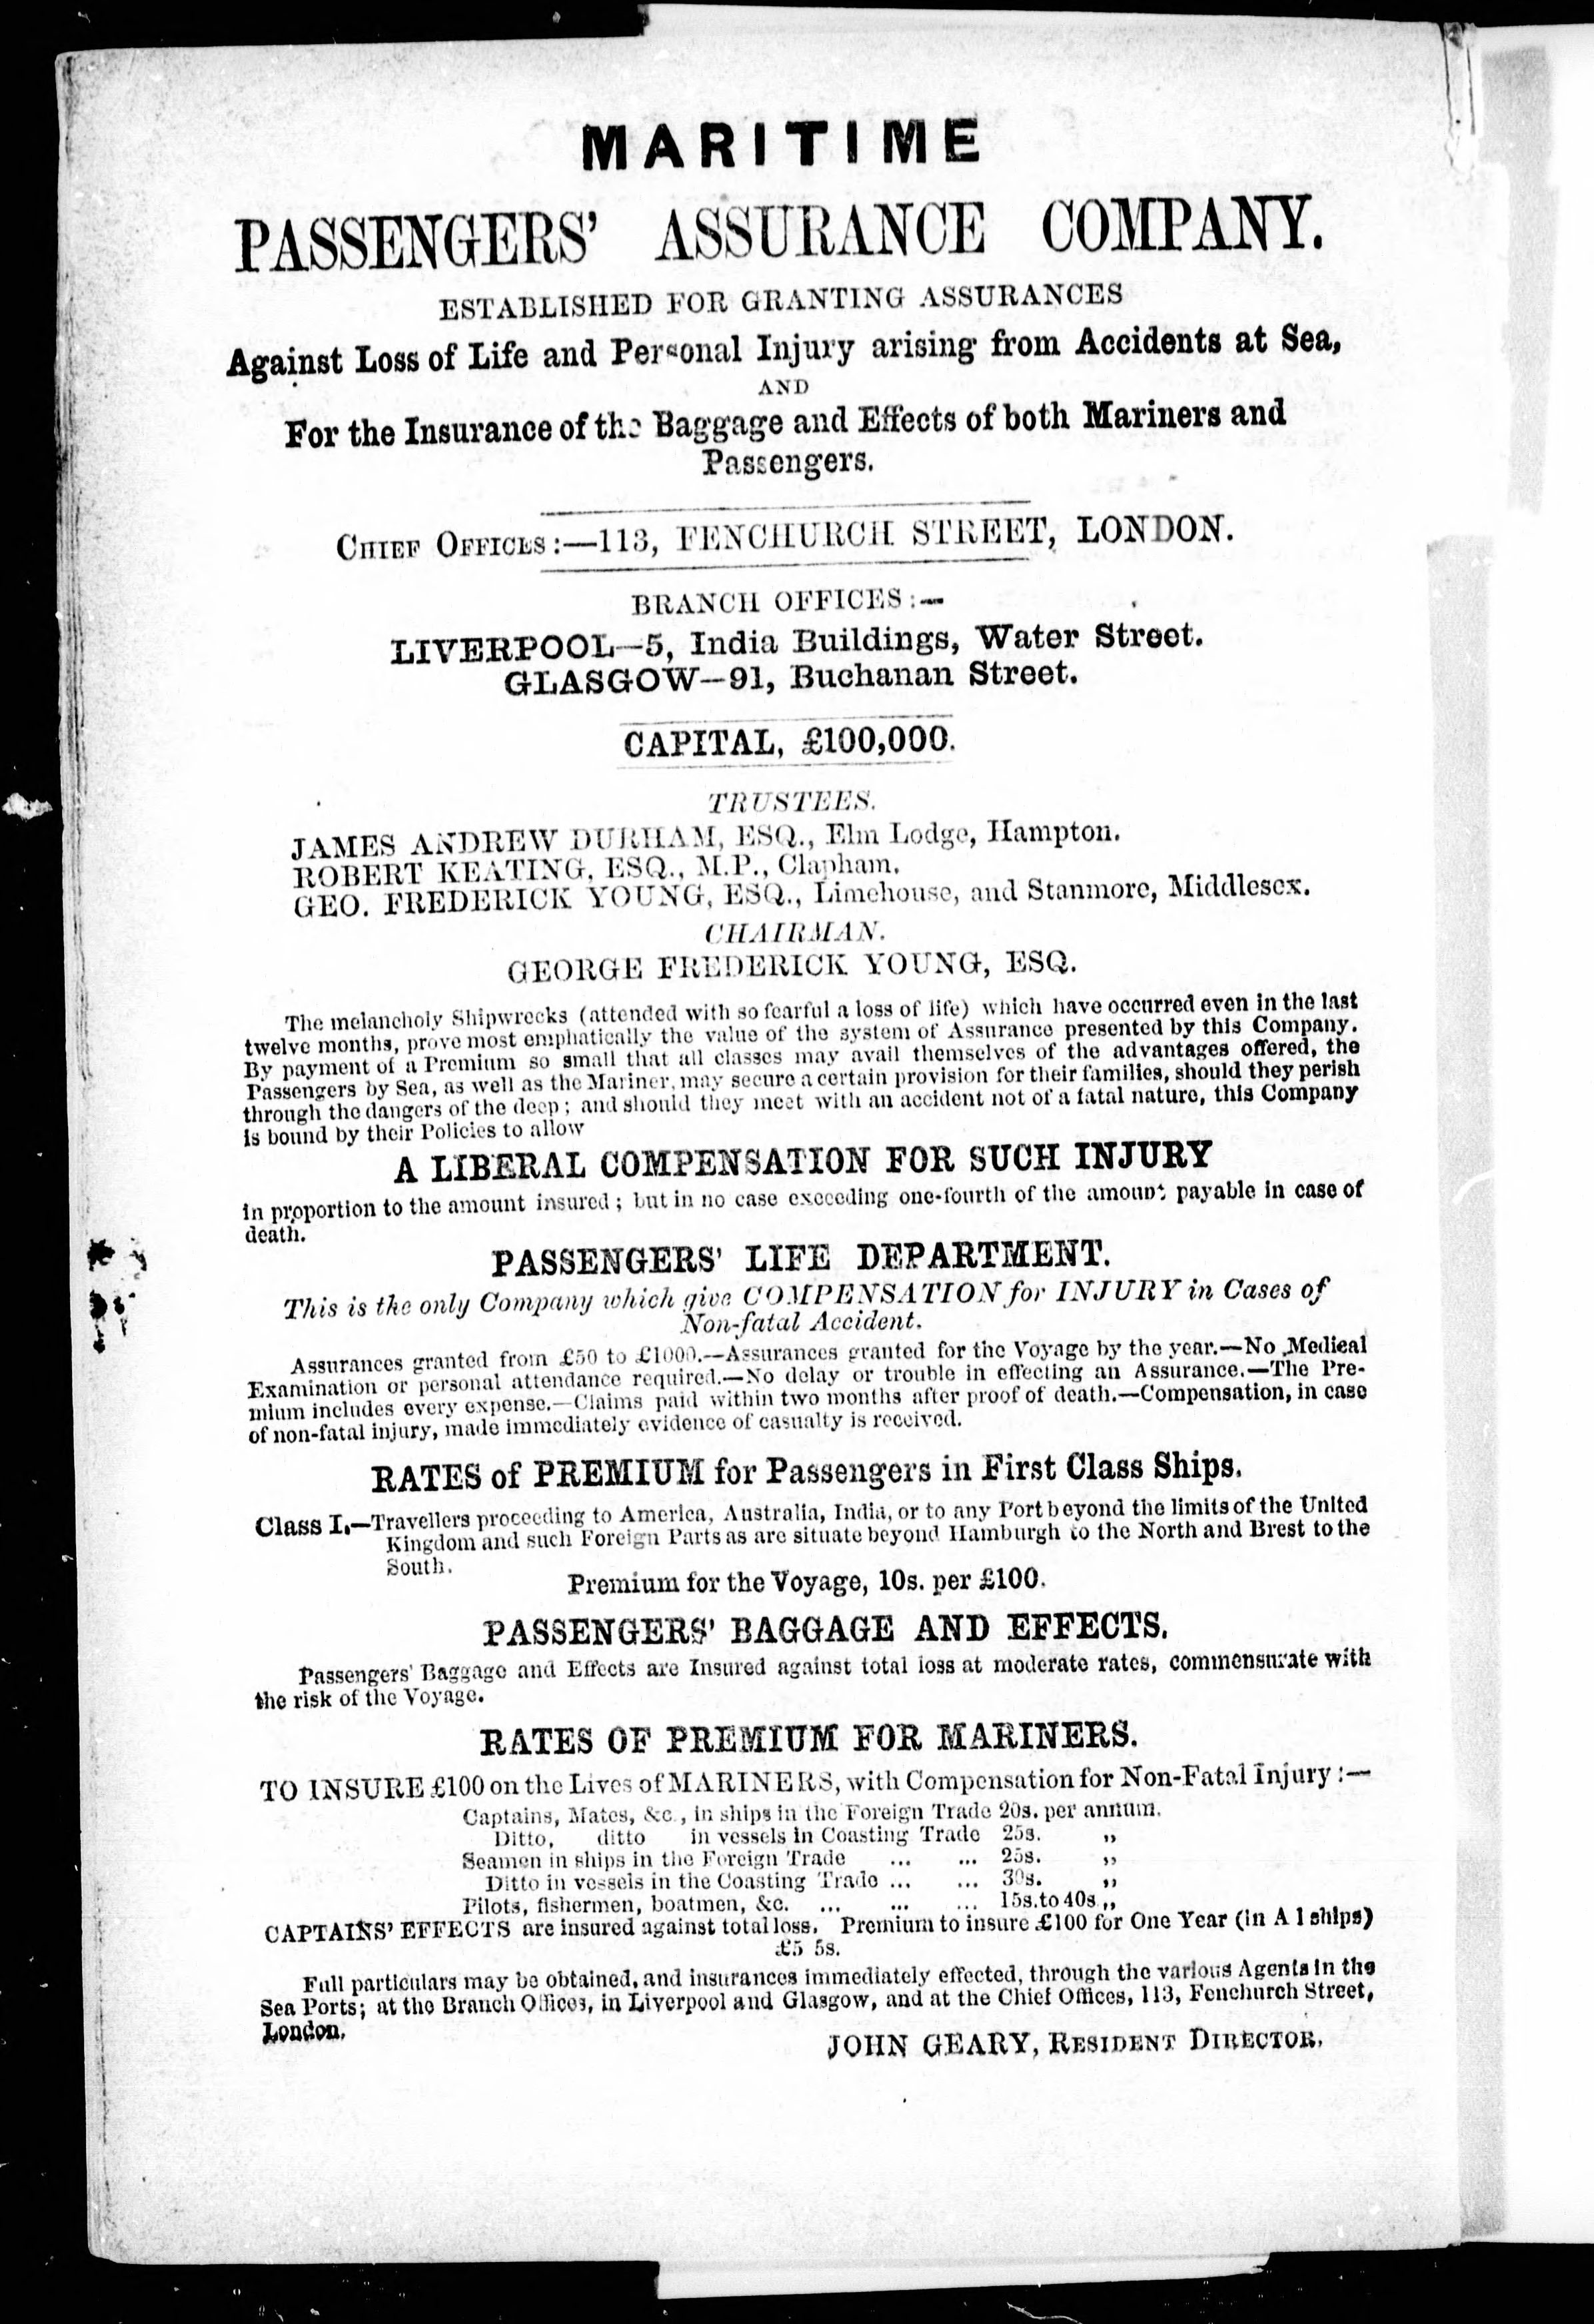 MARITIME
PASSENGERS' ASSURANCE COMPANY.
ESTABLISHED FOR GRANTING ASSURANCES
Against Loss of Life and Personal Injury arising from Accidents at Sea,
AND
For the Insurance of the Baggage and Effects of both Mariners and
Passengers.
CHIEF OFFICES:—113, FENCHURCH STREET, LONDON.
BRANCH OFFICES:—
LIVERPOOL—5, India Buildings, Water Street.
GLASGOW—91, Buchanan Street.
CAPITAL, £100,000.
TRUSTEES.
JAMES ANDREW DURHAM, ESQ., Elm Lodge, Hampton.
ROBERT KEATING, ESQ., M.P., Clapham.
GEO. FREDERICK YOUNG, ESQ., Limehouse, and Stanmore, Middlesex.
CHAIRMAN.
GEORGE FREDERICK YOUNG, ESQ.
The melancholy Shipwrecks (attended with so fearful a loss of life) which have occurred even in the last
twelve months, prove most emphatically the value of the system of Assurance presented by this Company.
By payment of a Premium so small that all classes may avail themselves of the advantages offered, the
Passengers by Sea, as well as the Mariner, may secure a certain provision for their families, should they perish
through the dangers of the deep; and should they meet with an accident not of a fatal nature, this Company
is bound by their Policies to allow
A LIBERAL COMPENSATION FOR SUCH INJURY
in proportion to the amount insured; but in no case exceeding one-fourth of the amount payable in case of
death.
PASSENGERS' LIFE DEPARTMENT.
This is the only Company which give COMPENSATION for INJURY in Cases of
Non-fatal Accident.
Assurances granted from £50 to £1000.—Assurances granted for the Voyage by the year.—No Medical
Examination or personal attendance required.—No delay or trouble in effecting an Assurance.—The Pre-
mium includes every expense.—Claims paid within two months after proof of death.—Compensation, in case
of non-fatal injury, made immediately evidence of casualty is received.
RATES of PREMIUM for Passengers in First Class Ships.
Class I.—Travellers proceeding to America, Australia, India, or to any Port beyond the limits of the United
Kingdom and such Foreign Parts as are situate beyond Hamburgh to the North and Brest to the
South.
Premium for the Voyage, 10s. per £100.
PASSENGERS' BAGGAGE AND EFFECTS.
Passengers' Baggage and Effects are Insured against total loss at moderate rates, commensurate with
the risk of the Voyage.
RATES OF PREMIUM FOR MARINERS.
TO INSURE £100 on the Lives of MARINERS, with Compensation for Non-Fatal Injury:—
Captains, Mates, &c., in ships in the Foreign Trade 20s. per annum.
Ditto, ditto in vessels in Coasting Trade 25s. „
Seamen in ships in the Foreign Trade ... ... 25s. „
Ditto in vessels in the Coasting Trade ... ... 30s. „
Pilots, fishermen, boatmen, &c. ... ... ... 15s. to 40s „
CAPTAINS' EFFECTS are insured against total loss. Premium to insure £100 for One Year (in A 1 ships)
£5 5s.
Full particulars may be obtained, and insurances immediately effected, through the various Agents in the
Sea Ports; at the Branch Offices, in Liverpool and Glasgow, and at the Chief Offices, 113, Fenchurch Street,
London.
JOHN GEARY, RESIDENT DIRECTOR.